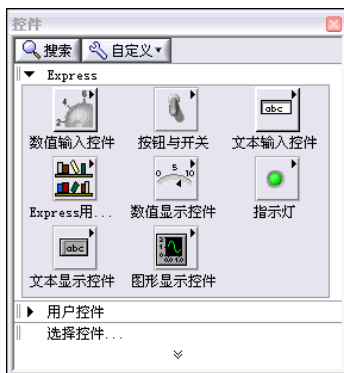 控件
搜索 自定义
Express
数值输入控件 按钮与开关 文本输入控件
Express用... 数值显示控件 指示灯
文本显示控件 图形显示控件
用户控件
选择控件...